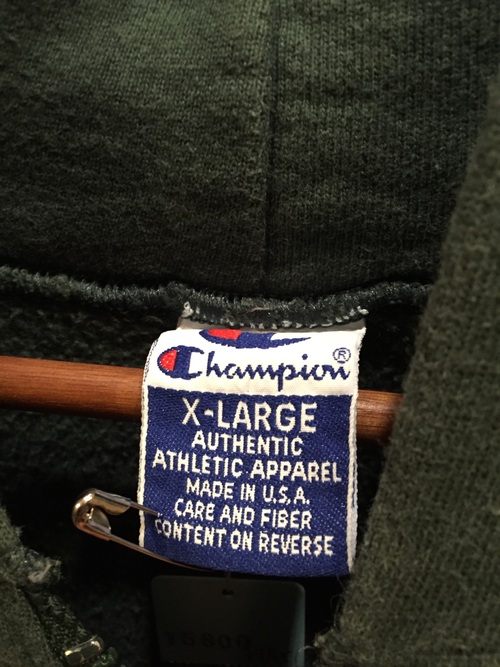 Champion®
X-LARGE
AUTHENTIC
ATHLETIC APPAREL
MADE IN U.S.A.
CARE AND FIBER
CONTENT ON REVERSE